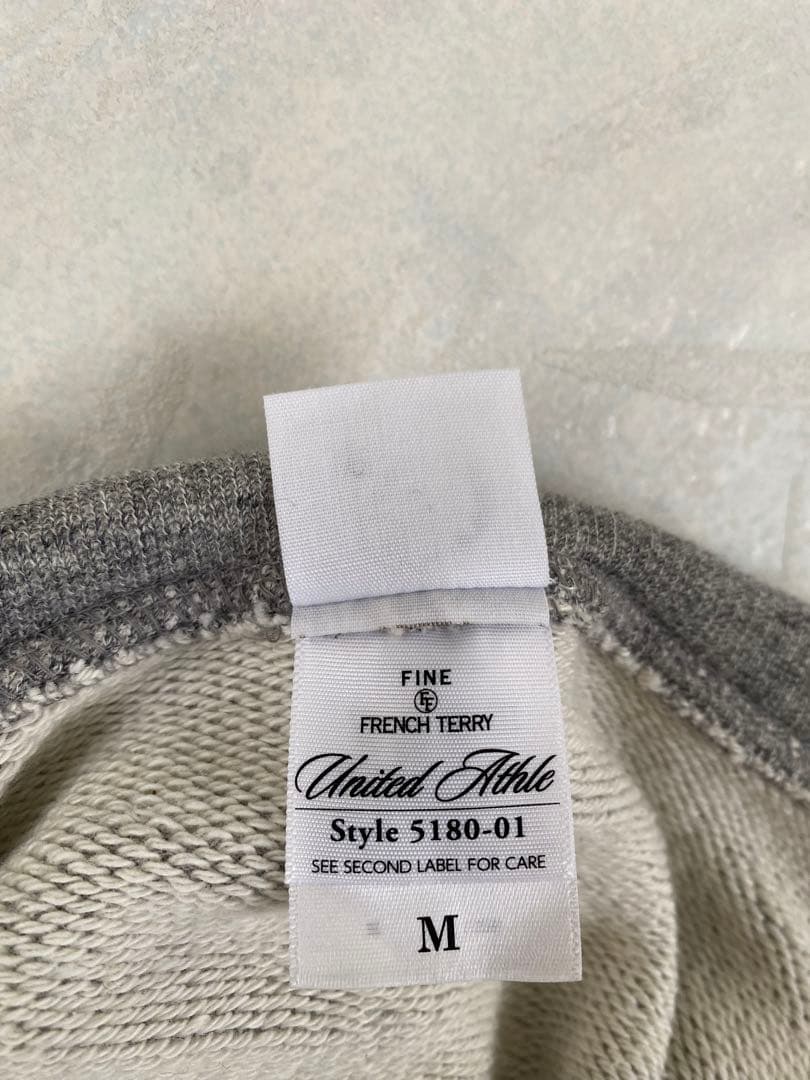 FINE
FF
FRENCH TERRY
United Athle
Style 5180-01
SEE SECOND LABEL FOR CARE
M